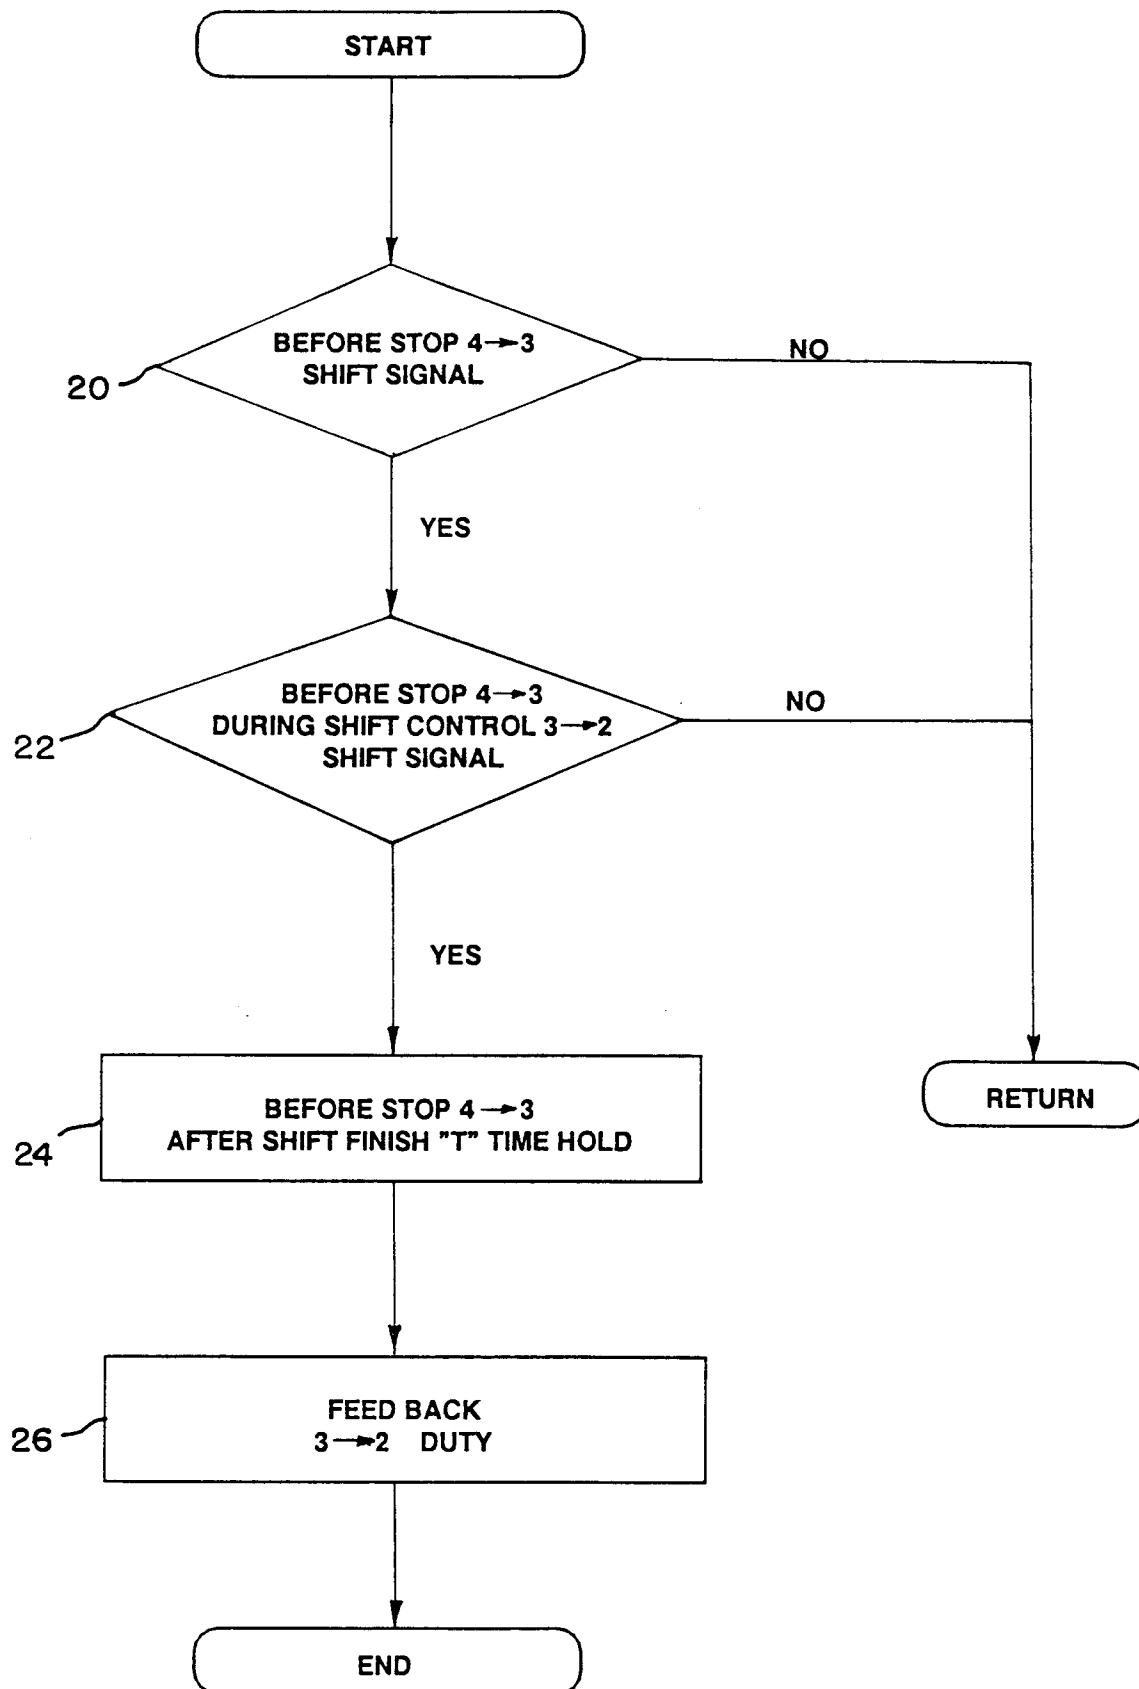 START
BEFORE STOP 4→3
SHIFT SIGNAL
NO
20
YES
BEFORE STOP 4→3
DURING SHIFT CONTROL 3→2
SHIFT SIGNAL
NO
22
YES
BEFORE STOP 4→3
AFTER SHIFT FINISH "T" TIME HOLD
24
RETURN
FEED BACK
3→2 DUTY
26
END